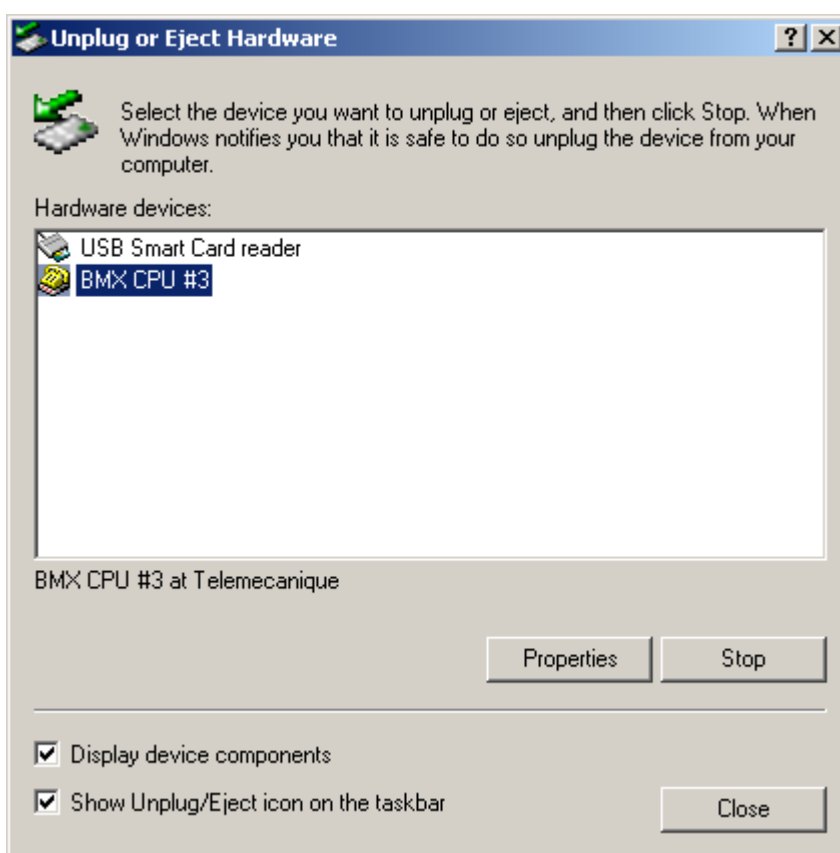 Unplug or Eject Hardware
Select the device you want to unplug or eject, and then click Stop. When
Windows notifies you that it is safe to do so unplug the device from your
computer.
Hardware devices:
USB Smart Card reader
BMX CPU #3
BMX CPU #3 at Telemecanique
Properties
Stop
Display device components
Show Unplug/Eject icon on the taskbar
Close